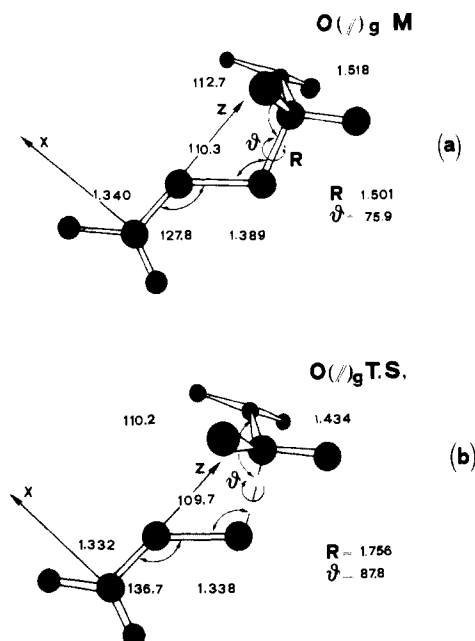 O(//)g M
112.7
1.518
Z
ϑ
X
110.3
R
(a)
1.340
R 1.501
127.8
1.389
ϑ- 75.9
O(//)g T.S.
110.2
1.434
(b)
Z
ϑ
X
109.7
1.332
R= 1.756
136.7
1.338
ϑ- 87.8